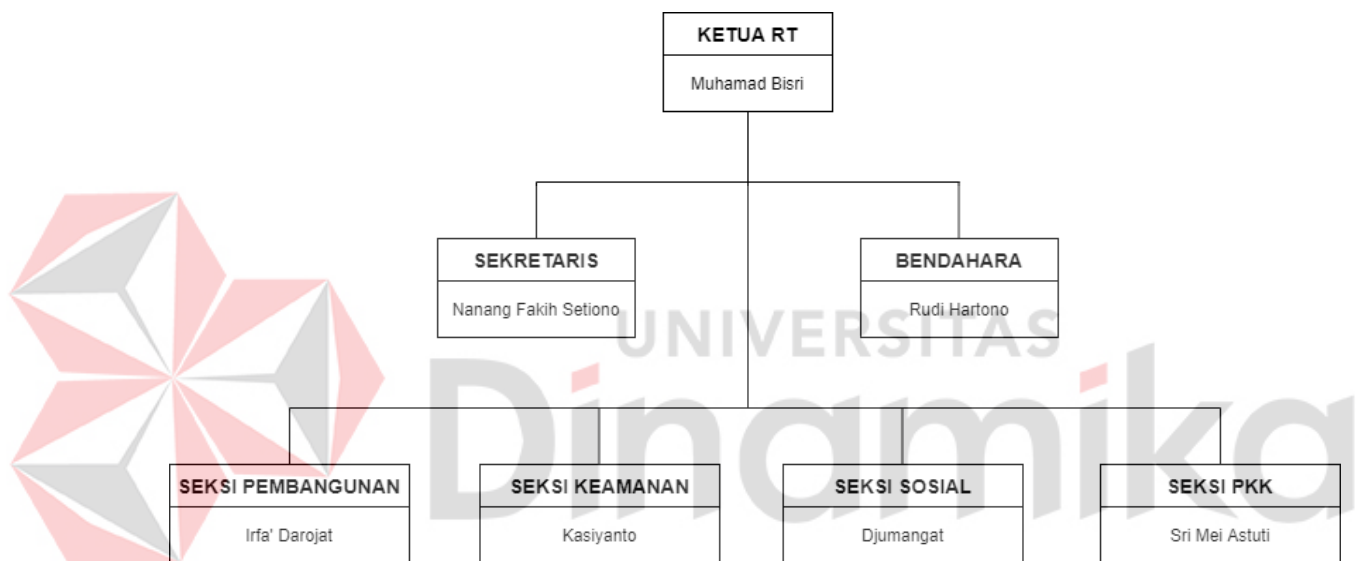 KETUA RT
Muhamad Bisri
SEKRETARIS
Nanang Fakih Setiono
BENDAHARA
Rudi Hartono
UNIVERSITAS
Dinamika
SEKSI PEMBANGUNAN
Irfa' Darojat
SEKSI KEAMANAN
Kasiyanto
SEKSI SOSIAL
Djumangat
SEKSI PKK
Sri Mei Astuti